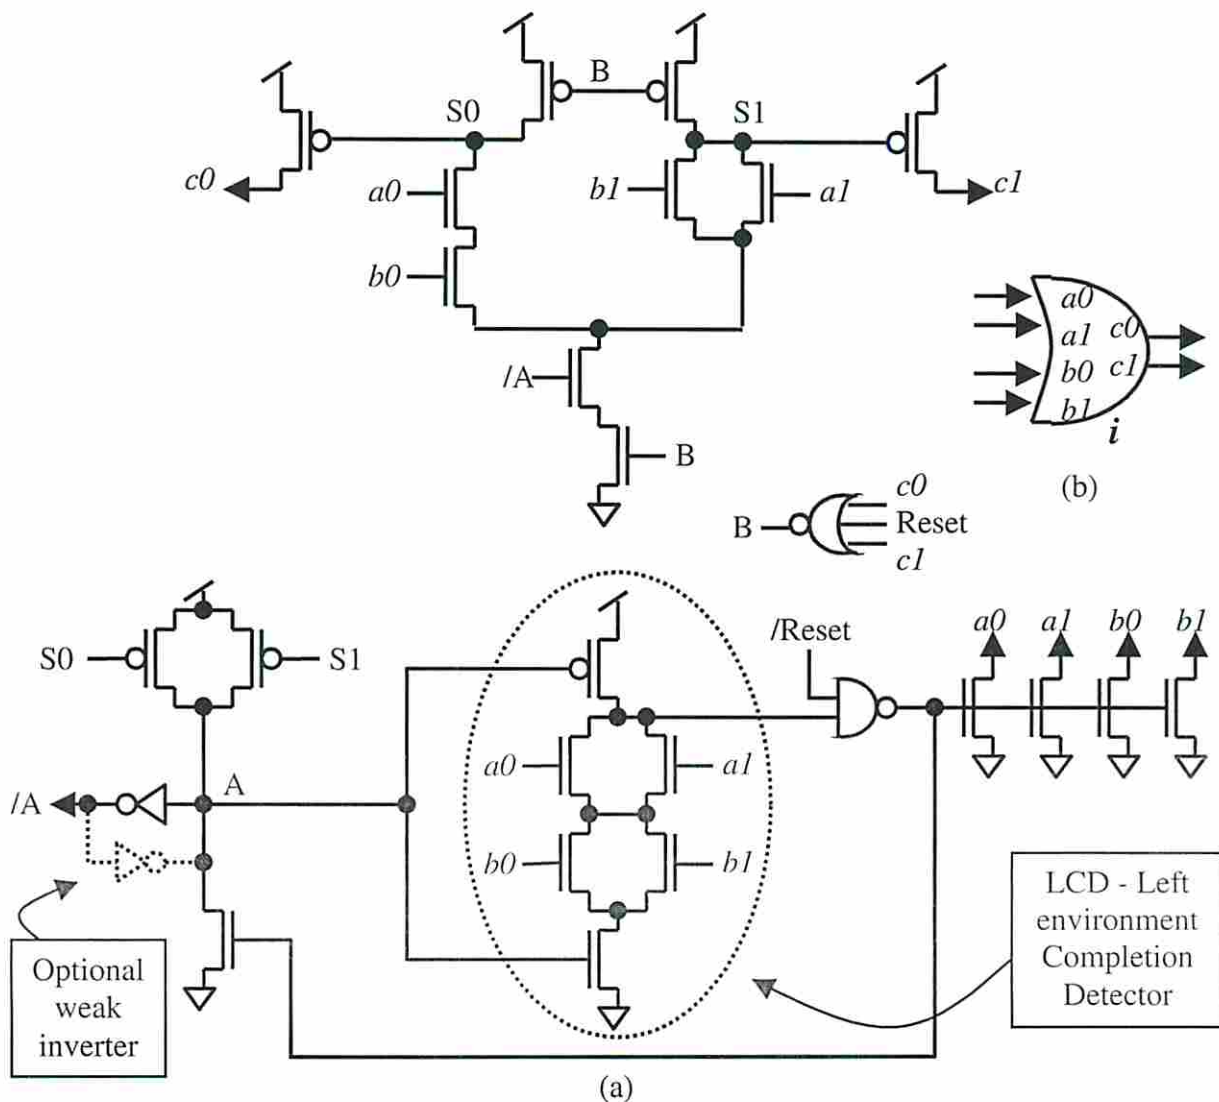 B
S0
S1
c0
a0
b1
a1
c1
b0
/A
B
a0
a1
b0
b1
c0
c1
i
(b)
B
c0
Reset
c1
S0
S1
/Reset
a0
a1
b0
b1
a0
a1
/A
A
b0
b1
Optional
weak
inverter
LCD - Left
environment
Completion
Detector
(a)